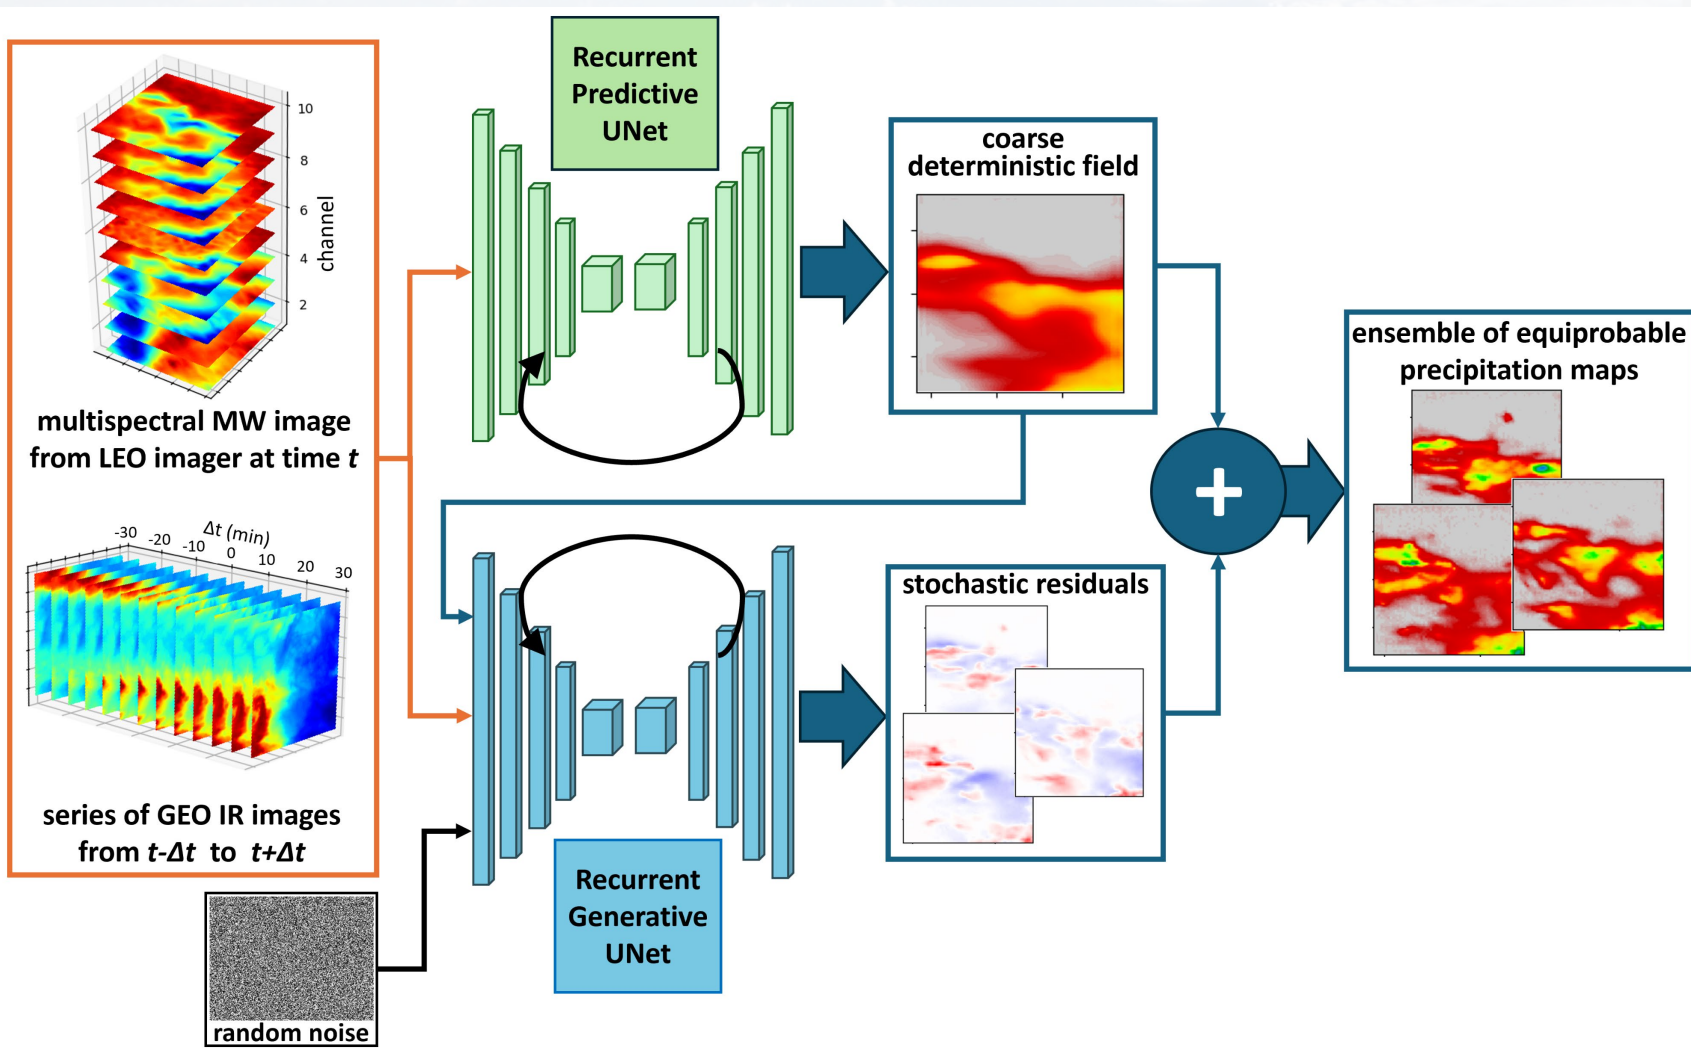 10
8
6
4
2
channel
multispectral MW image
from LEO imager at time t
Δt (min)
-30
-20
-10
0
10
20
30
series of GEO IR images
from t-Δt to t+Δt
random noise
Recurrent
Predictive
UNet
Recurrent
Generative
UNet
coarse
deterministic field
stochastic residuals
+
ensemble of equiprobable
precipitation maps